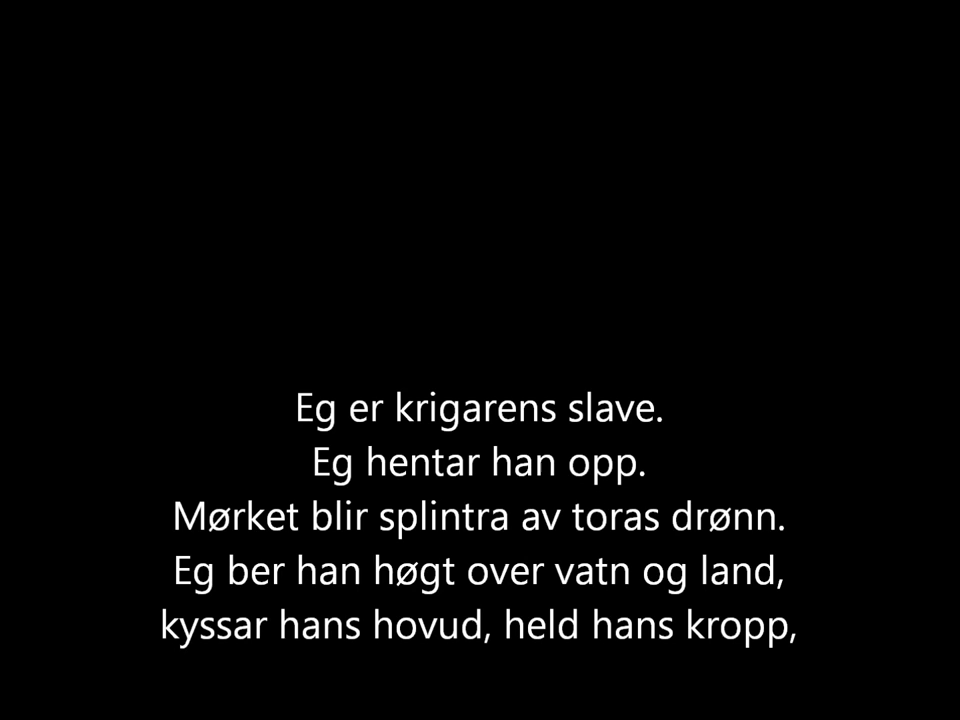 Eg er krigarens slave.
Eg hentar han opp.
Mørket blir splintra av toras drønn.
Eg ber han høgt over vatn og land,
kyssar hans hovud, held hans kropp,